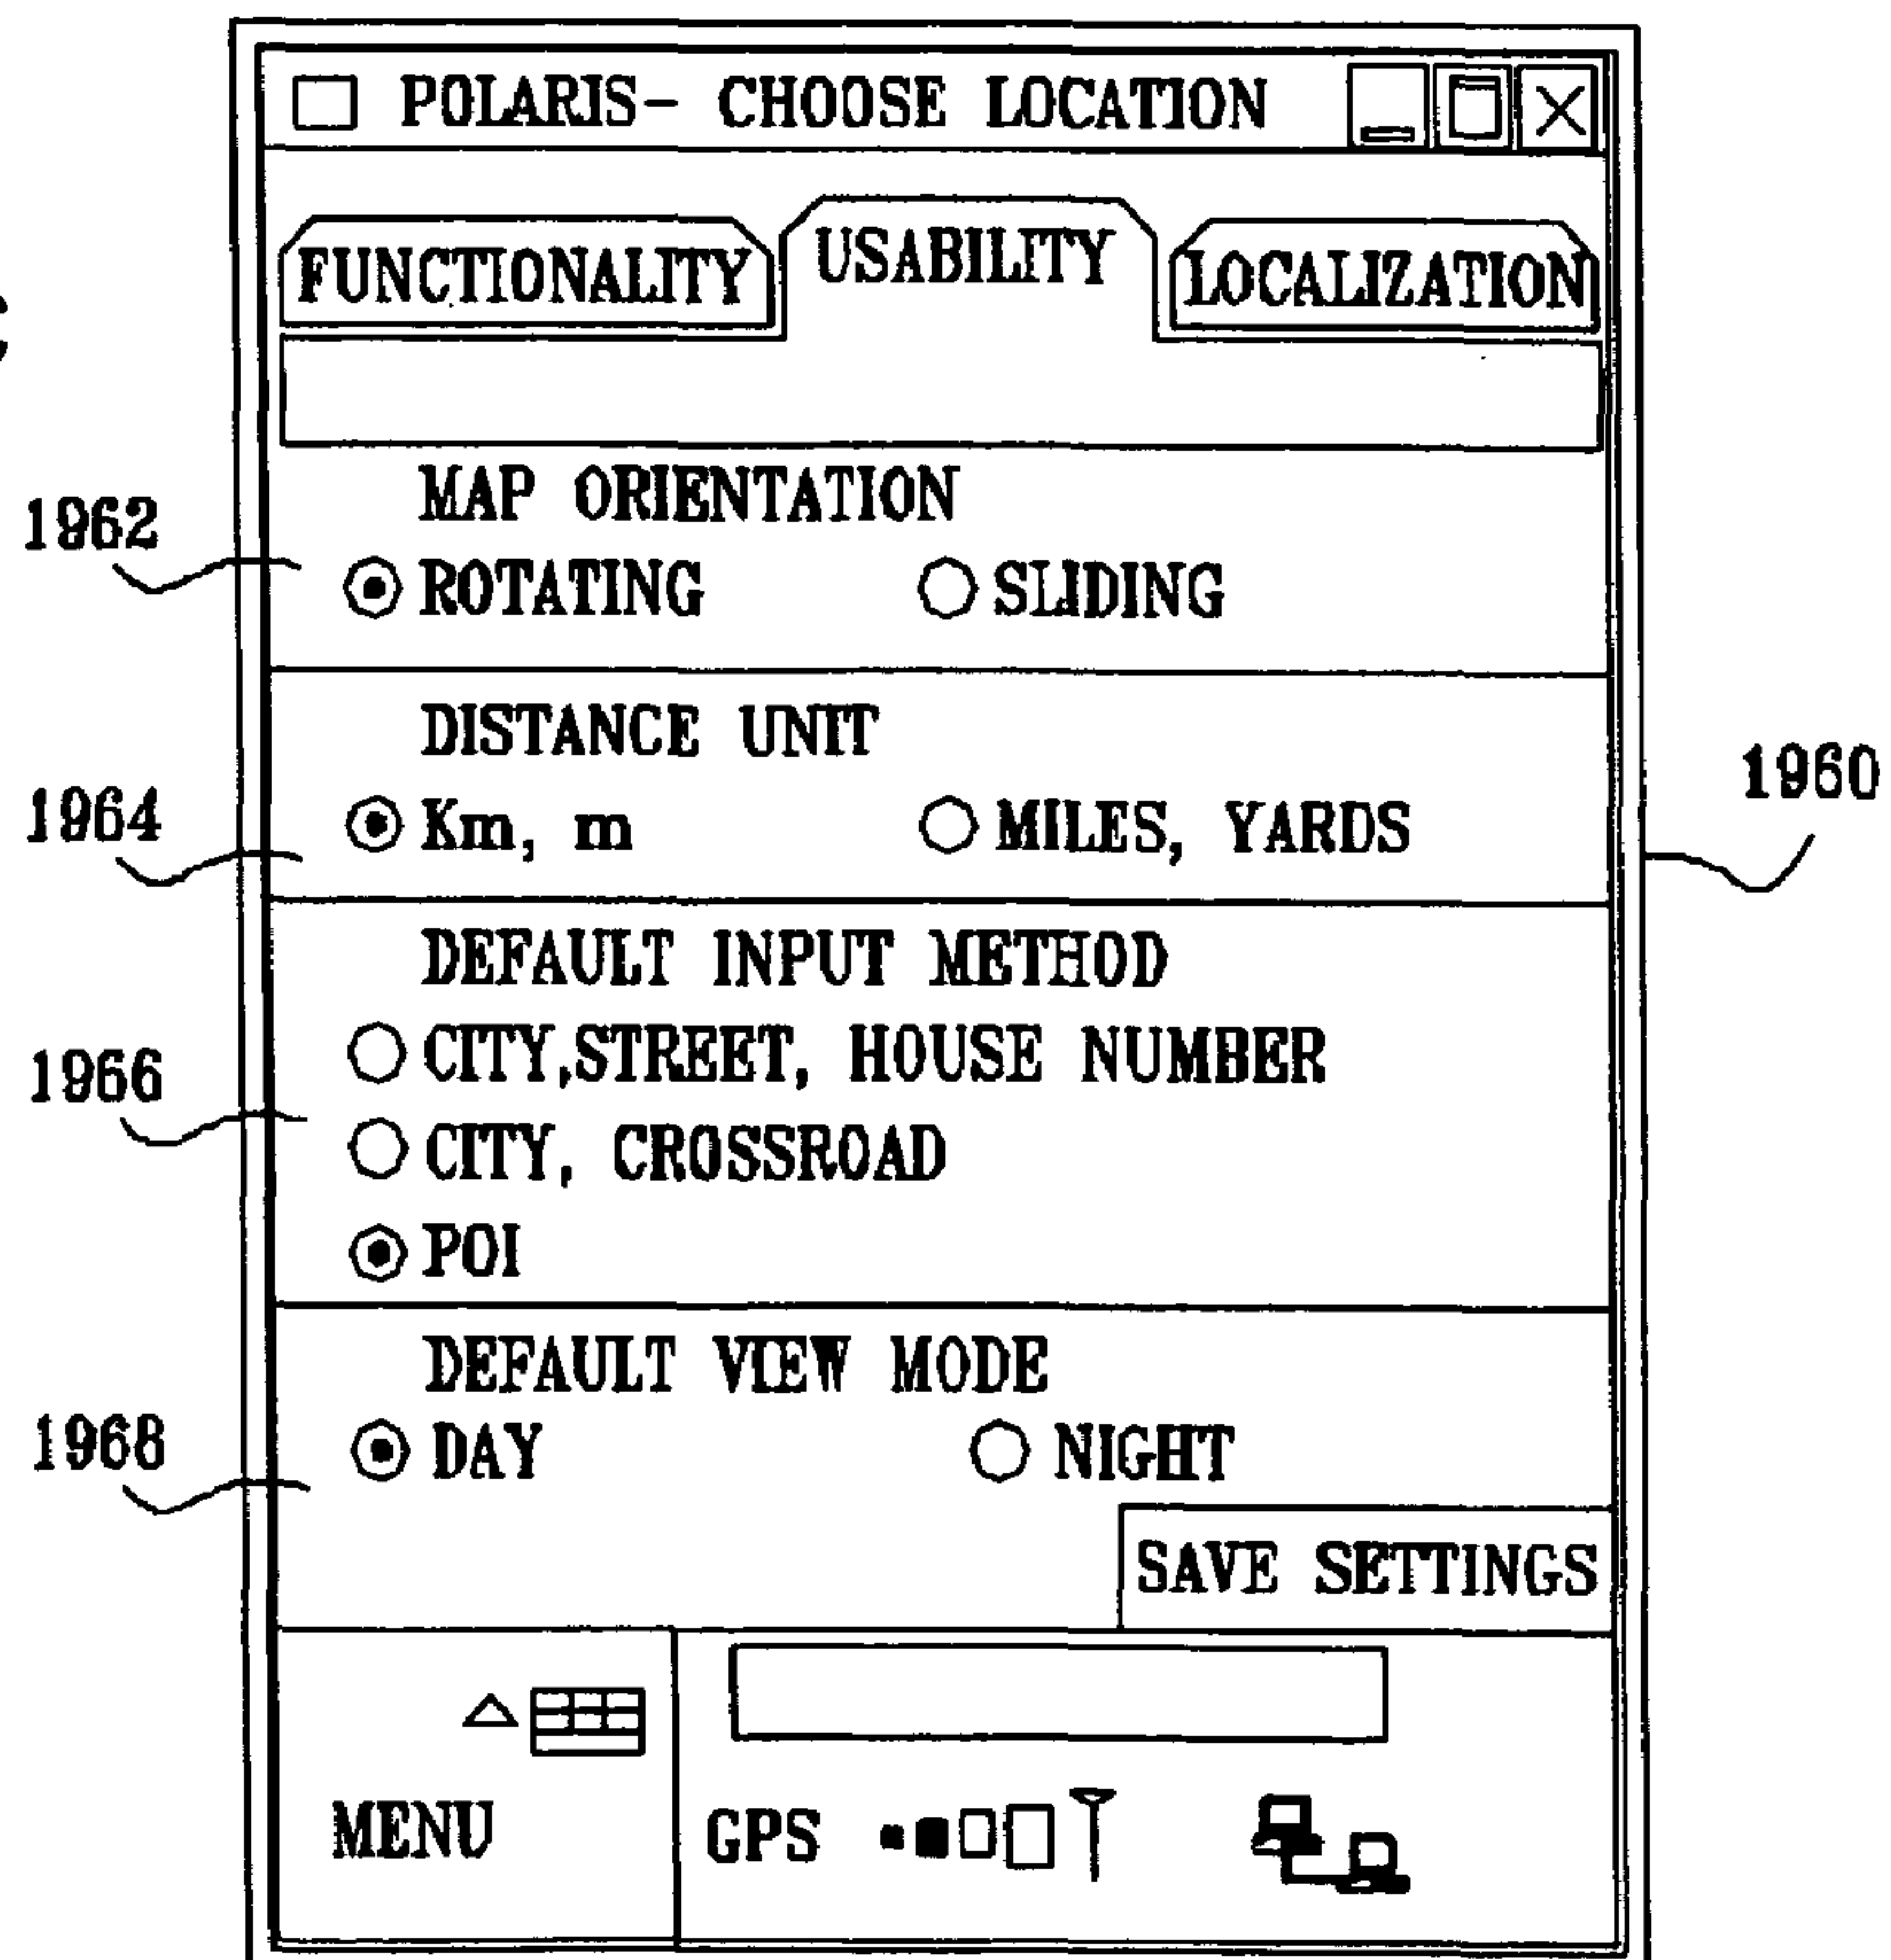 POLARIS- CHOOSE LOCATION
FUNCTIONALITY USABILITY LOCALIZATION
MAP ORIENTATION
1962
ROTATING SLIDING
DISTANCE UNIT
1960
1964
Km, m MILES, YARDS
DEFAULT INPUT METHOD
CITY,STREET, HOUSE NUMBER
1966
CITY, CROSSROAD
POI
DEFAULT VIEW MODE
1968
DAY NIGHT
SAVE SETTINGS
MENU GPS